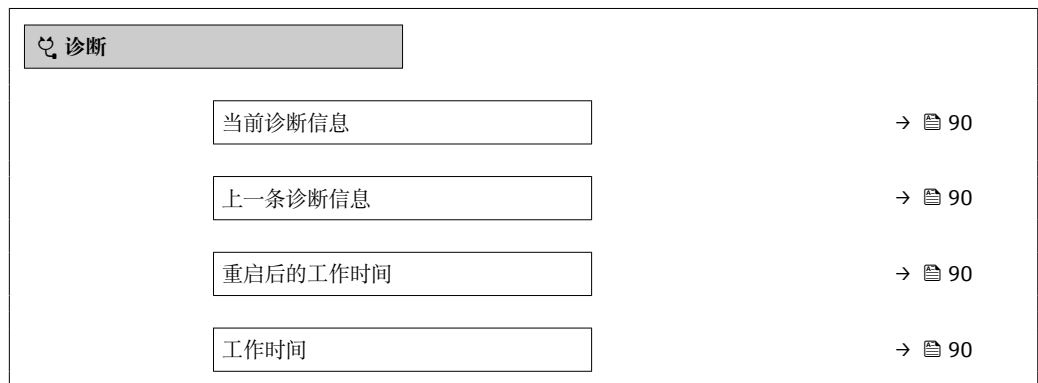 诊断
当前诊断信息 → 90
上一条诊断信息 → 90
重启后的工作时间 → 90
工作时间 → 90